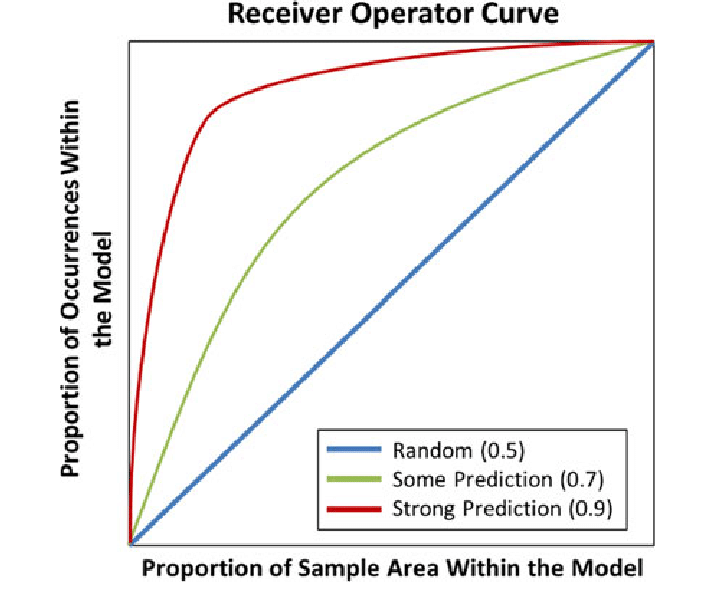 Receiver Operator Curve
Proportion of Occurrences Within
the Model
Random (0.5)
Some Prediction (0.7)
Strong Prediction (0.9)
Proportion of Sample Area Within the Model